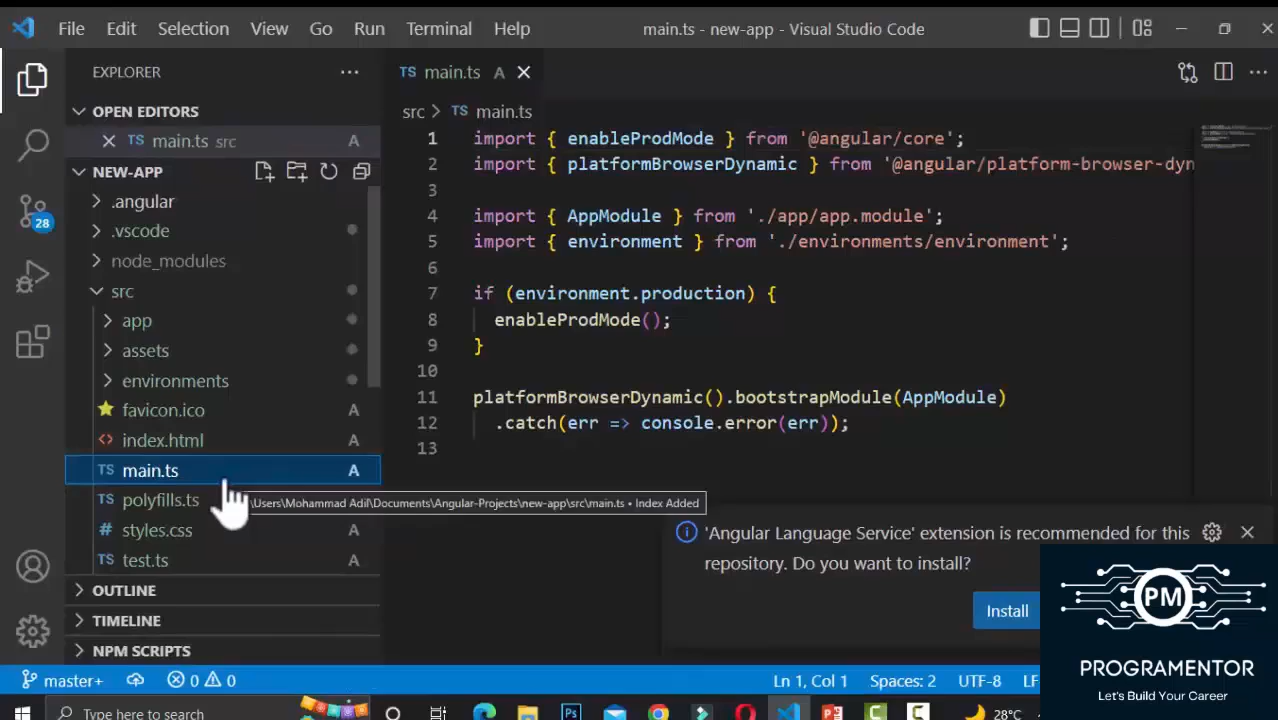 File Edit Selection View Go Run Terminal Help
main.ts - new-app - Visual Studio Code
EXPLORER
OPEN EDITORS
TS main.ts src A
NEW-APP
.angular
.vscode
node_modules
src
app
assets
environments
favicon.ico A
<> index.html A
TS main.ts A
TS polyfills.ts
# styles.css A
TS test.ts A
OUTLINE
TIMELINE
NPM SCRIPTS
28
TS main.ts A
src > TS main.ts
1 import { enableProdMode } from '@angular/core';
2 import { platformBrowserDynamic } from '@angular/platform-browser-dyn
3
4 import { AppModule } from './app/app.module';
5 import { environment } from './environments/environment';
6
7 if (environment.production) {
8 enableProdMode();
9 }
10
11 platformBrowserDynamic().bootstrapModule(AppModule)
12 .catch(err => console.error(err));
13
\Users\Mohammad Adil\Documents\Angular-Projects\new-app\src\main.ts • Index Added
'Angular Language Service' extension is recommended for this
repository. Do you want to install?
Install
PM
PROGRAMENTOR
Let's Build Your Career
master+ 0 0 Ln 1, Col 1 Spaces: 2 UTF-8 LF
Type here to search
28°C